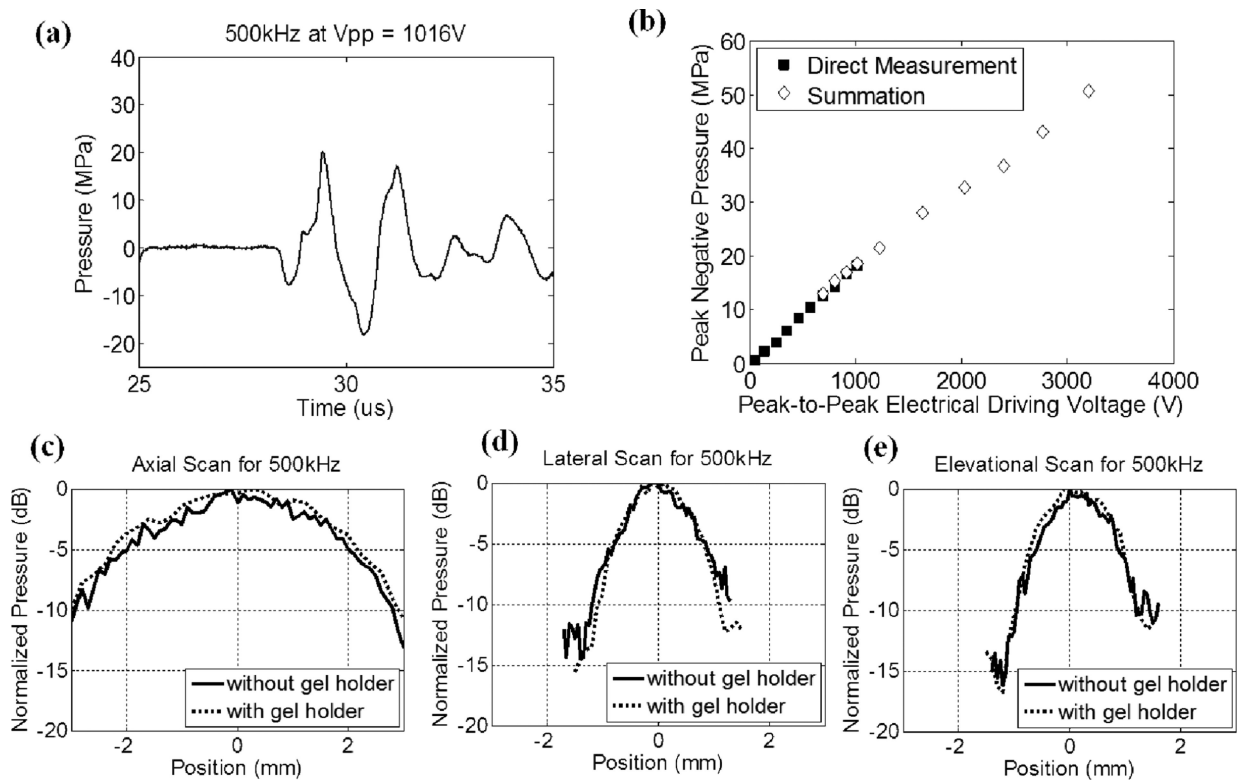 (a)
500kHz at Vpp = 1016V
40
30
20
10
0
-10
-20
25
30
35
Pressure (MPa)
Time (us)
(b)
60
50
40
30
20
10
0
0
1000
2000
3000
4000
Peak Negative Pressure (MPa)
Peak-to-Peak Electrical Driving Voltage (V)
Direct Measurement
Summation
(c)
Axial Scan for 500kHz
0
-5
-10
-15
-20
-2
0
2
Normalized Pressure (dB)
Position (mm)
without gel holder
with gel holder
(d)
Lateral Scan for 500kHz
0
-5
-10
-15
-20
-2
0
2
Normalized Pressure (dB)
Position (mm)
without gel holder
with gel holder
(e)
Elevational Scan for 500kHz
0
-5
-10
-15
-20
-2
0
2
Normalized Pressure (dB)
Position (mm)
without gel holder
with gel holder